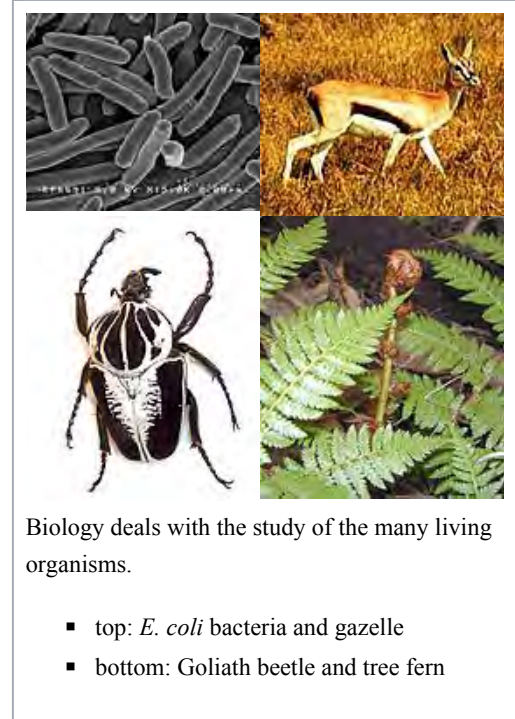 Biology deals with the study of the many living
organisms.
▪ top: E. coli bacteria and gazelle
▪ bottom: Goliath beetle and tree fern